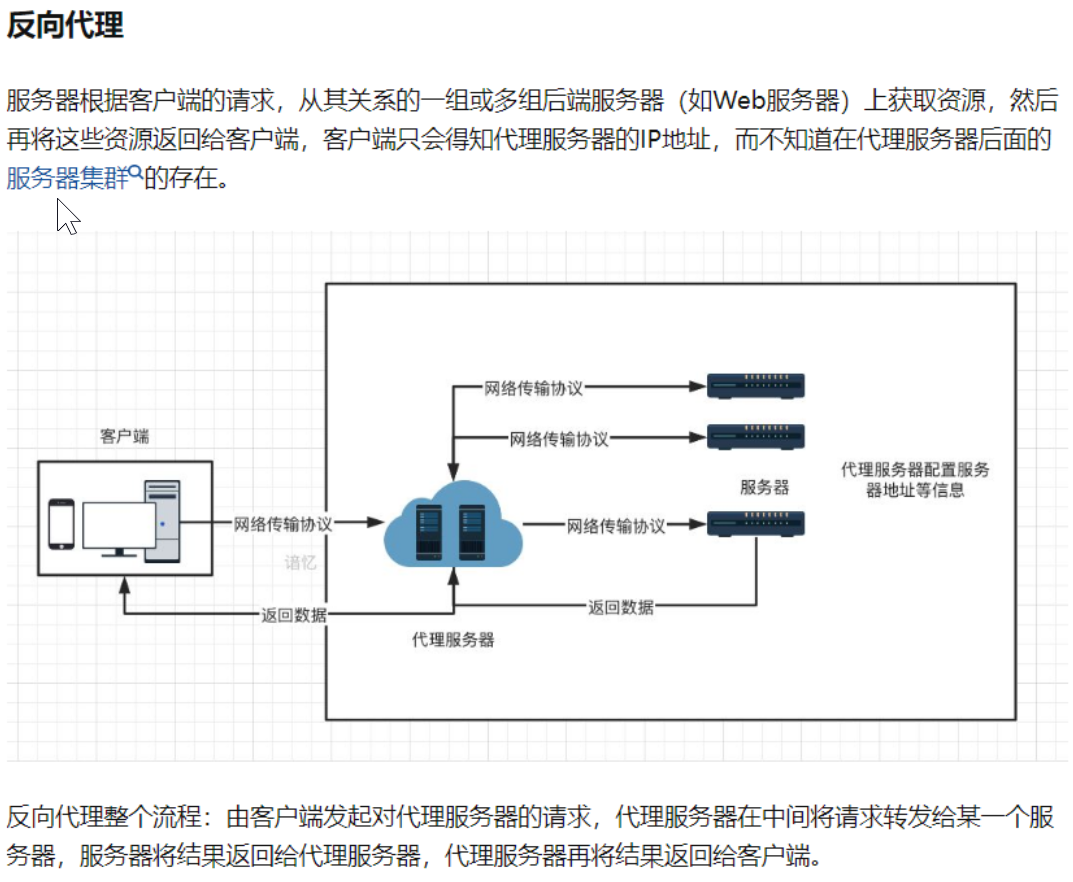 反向代理
服务器根据客户端的请求，从其关系的一组或多组后端服务器（如Web服务器）上获取资源，然后
再将这些资源返回给客户端，客户端只会得知代理服务器的IP地址，而不知道在代理服务器后面的
服务器集群的存在。
网络传输协议
客户端
网络传输协议
代理服务器配置服务
器地址等信息
服务器
网络传输协议
网络传输协议
谙忆
返回数据
返回数据
代理服务器
反向代理整个流程：由客户端发起对代理服务器的请求，代理服务器在中间将请求转发给某一个服
务器，服务器将结果返回给代理服务器，代理服务器再将结果返回给客户端。